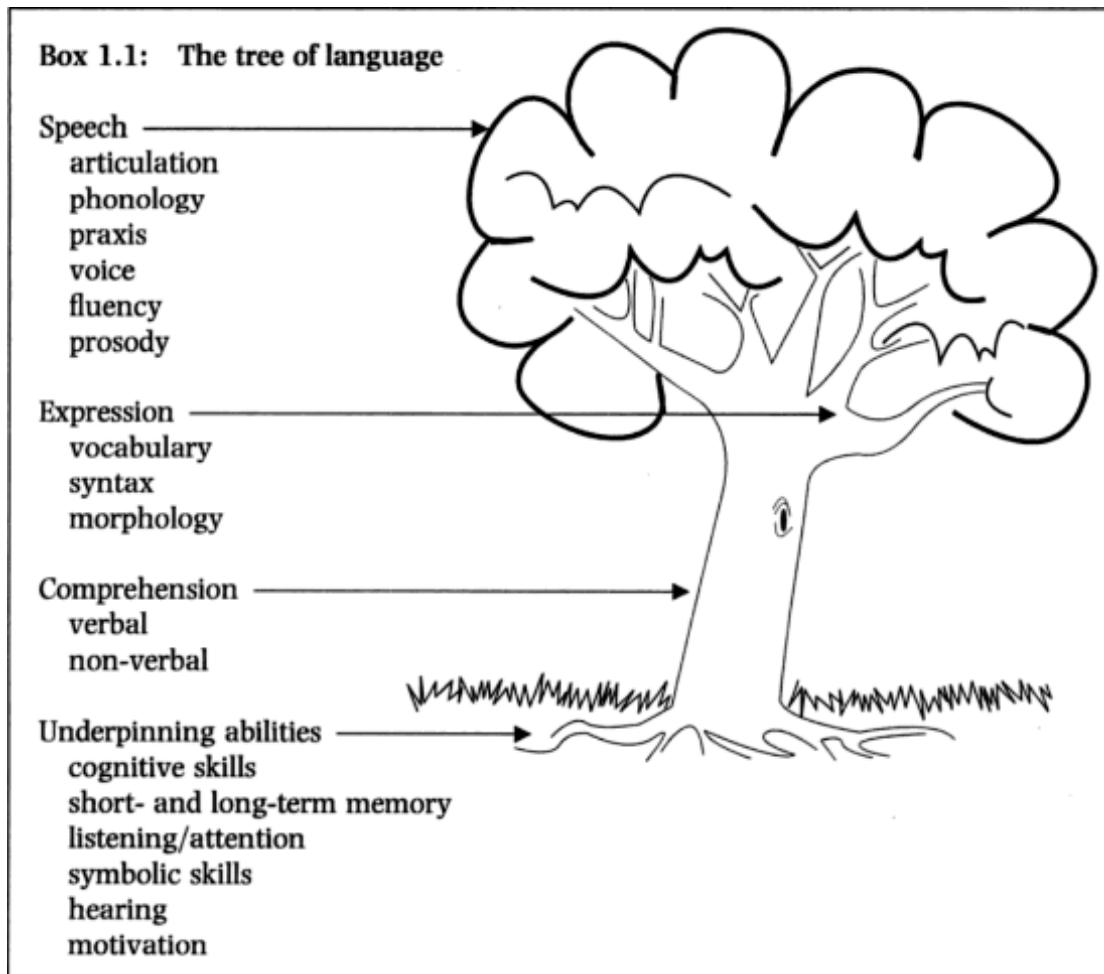 Box 1.1: The tree of language
Speech
articulation
phonology
praxis
voice
fluency
prosody
Expression
vocabulary
syntax
morphology
Comprehension
verbal
non-verbal
Underpinning abilities
cognitive skills
short- and long-term memory
listening/attention
symbolic skills
hearing
motivation